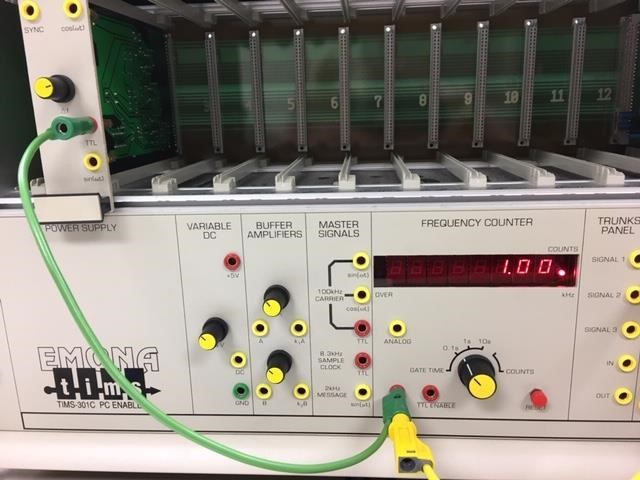 SYNC
cos(ωt)
Δf
TTL
sin(ωt)
4
5
6
7
8
9
10
11
12
POWER SUPPLY
EMONA
tims
TIMS-301C PC ENABLE
VARIABLE
DC
+5V
DC
GND
BUFFER
AMPLIFIERS
A
k₁A
B
k₂B
MASTER
SIGNALS
sin(ωt)
100kHz
CARRIER
cos(ωt)
TTL
8.3kHz
SAMPLE
CLOCK
TTL
2kHz
MESSAGE
sin(ωt)
FREQUENCY COUNTER
COUNTS
1.00.
OVER
kHz
ANALOG
GATE TIME
0.1s
1s
10s
COUNTS
TTL ENABLE
RESET
TRUNKS
PANEL
SIGNAL 1
SIGNAL 2
SIGNAL 3
IN
OUT